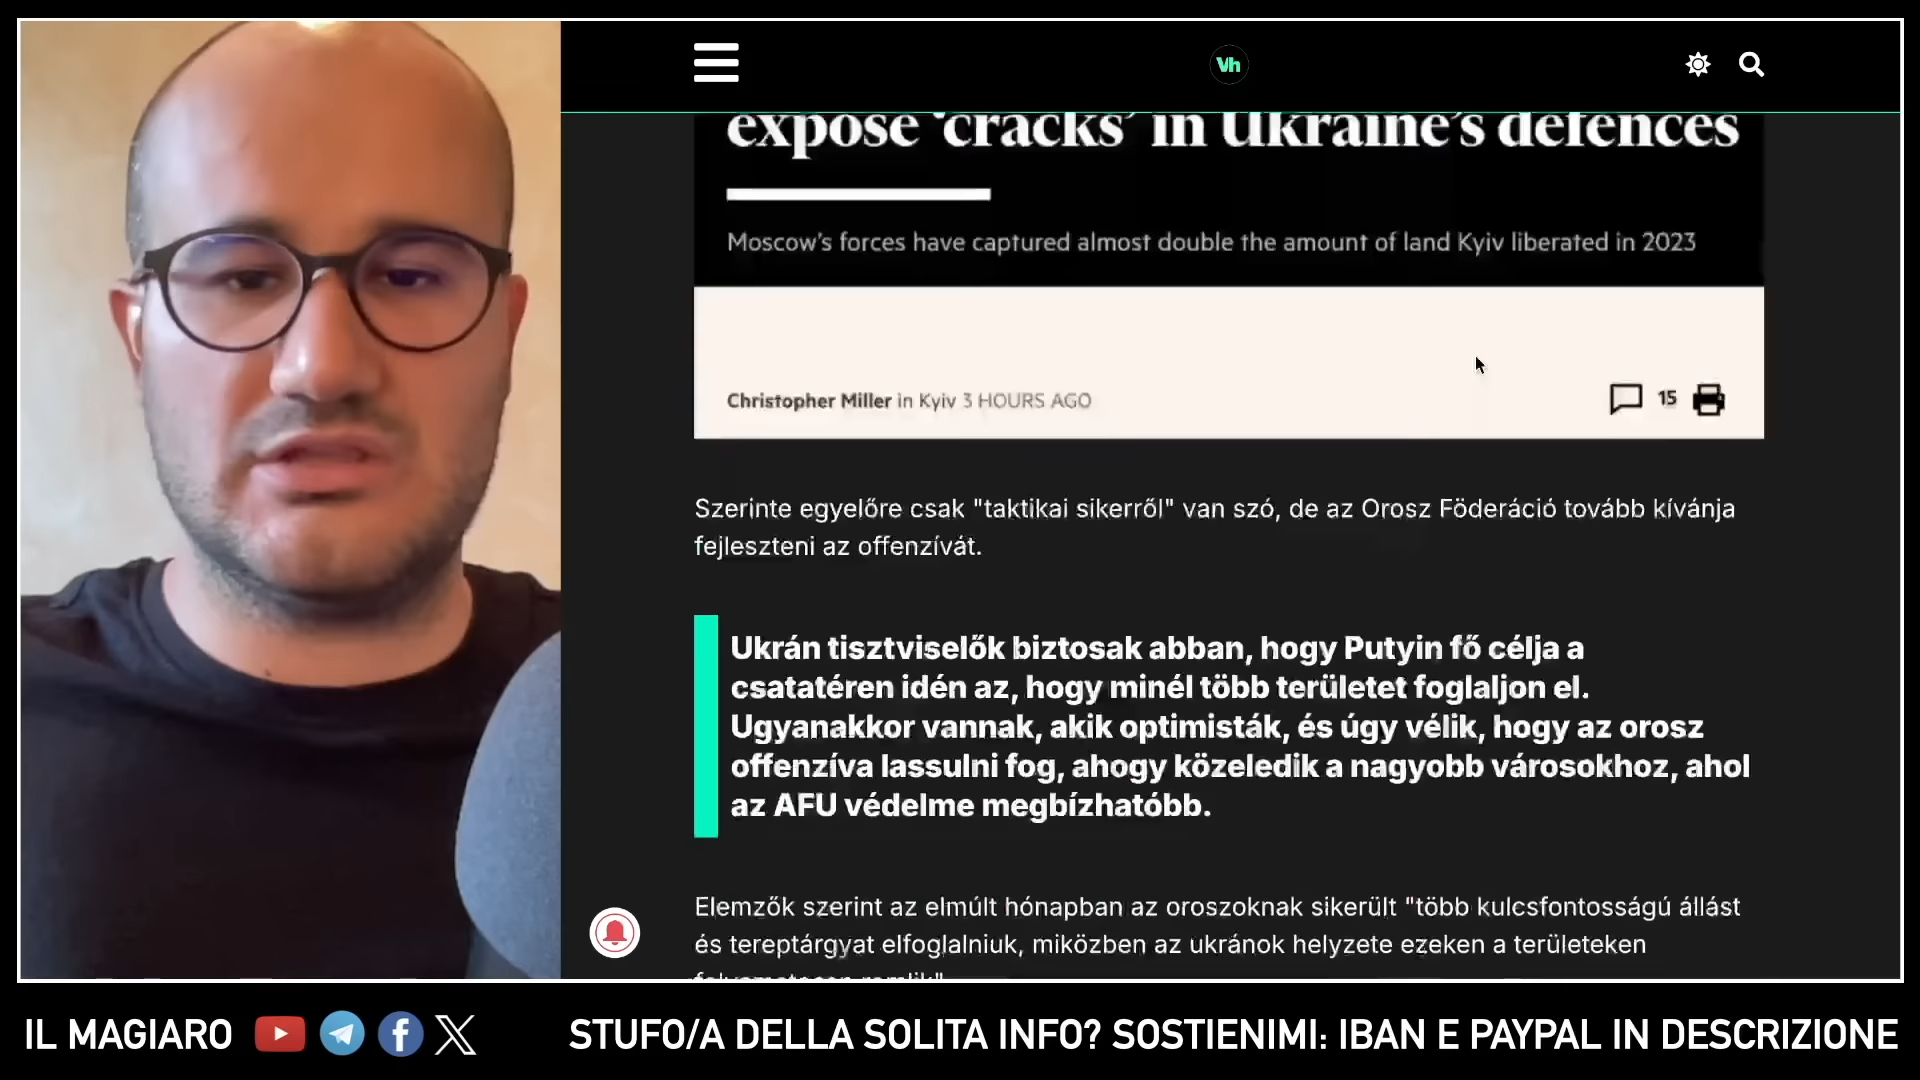 Vh
expose ‘cracks’ in Ukraine’s defences
Moscow’s forces have captured almost double the amount of land Kyiv liberated in 2023
Christopher Miller in Kyiv 3 HOURS AGO
15
Szerinte egyelőre csak "taktikai sikerről" van szó, de az Orosz Föderáció tovább kívánja
fejleszteni az offenzívát.
Ukrán tisztviselők biztosak abban, hogy Putyin fő célja a
csatatéren idén az, hogy minél több területet foglaljon el.
Ugyanakkor vannak, akik optimisták, és úgy vélik, hogy az orosz
offenzíva lassulni fog, ahogy közeledik a nagyobb városokhoz, ahol
az AFU védelme megbízhatóbb.
Elemzők szerint az elmúlt hónapban az oroszoknak sikerült "több kulcsfontosságú állást
és tereptárgyat elfoglalniuk, miközben az ukránok helyzete ezeken a területeken
IL MAGIARO
STUFO/A DELLA SOLITA INFO? SOSTIENIMI: IBAN E PAYPAL IN DESCRIZIONE